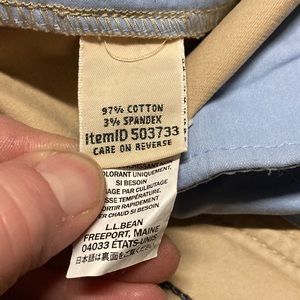 97% COTTON
3% SPANDEX
ItemID 503733
CARE ON REVERSE
COLORANT UNIQUEMENT,
SI BESOIN
PAR CULBUTAGE
TEMPÉRATURE,
SORTIR RAPIDEMENT
FER CHAUD SI BESOIN
L.L.BEAN
FREEPORT, MAINE
04033 ÉTATS-UNIS
日本語は裏面をご覧ください